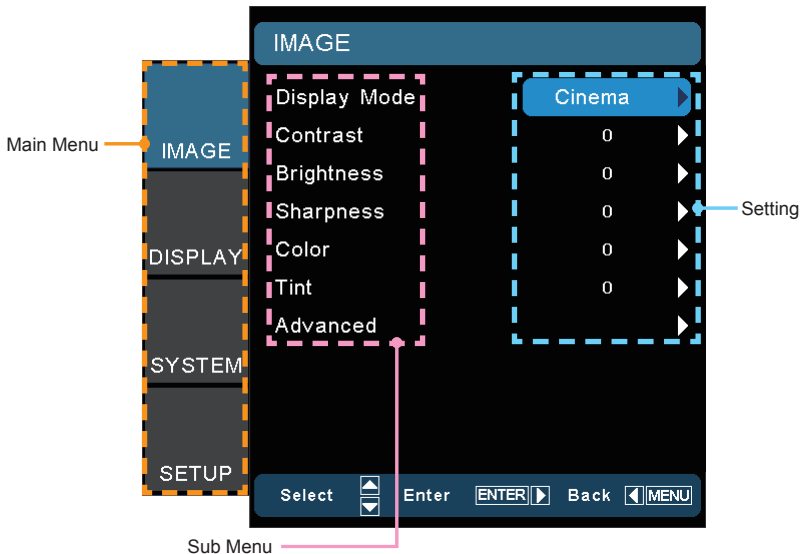 IMAGE
Main Menu
IMAGE
DISPLAY
SYSTEM
SETUP
Display Mode Cinema
Contrast 0
Brightness 0
Sharpness 0
Color 0
Tint 0
Advanced
Setting
Select Enter ENTER Back MENU
Sub Menu